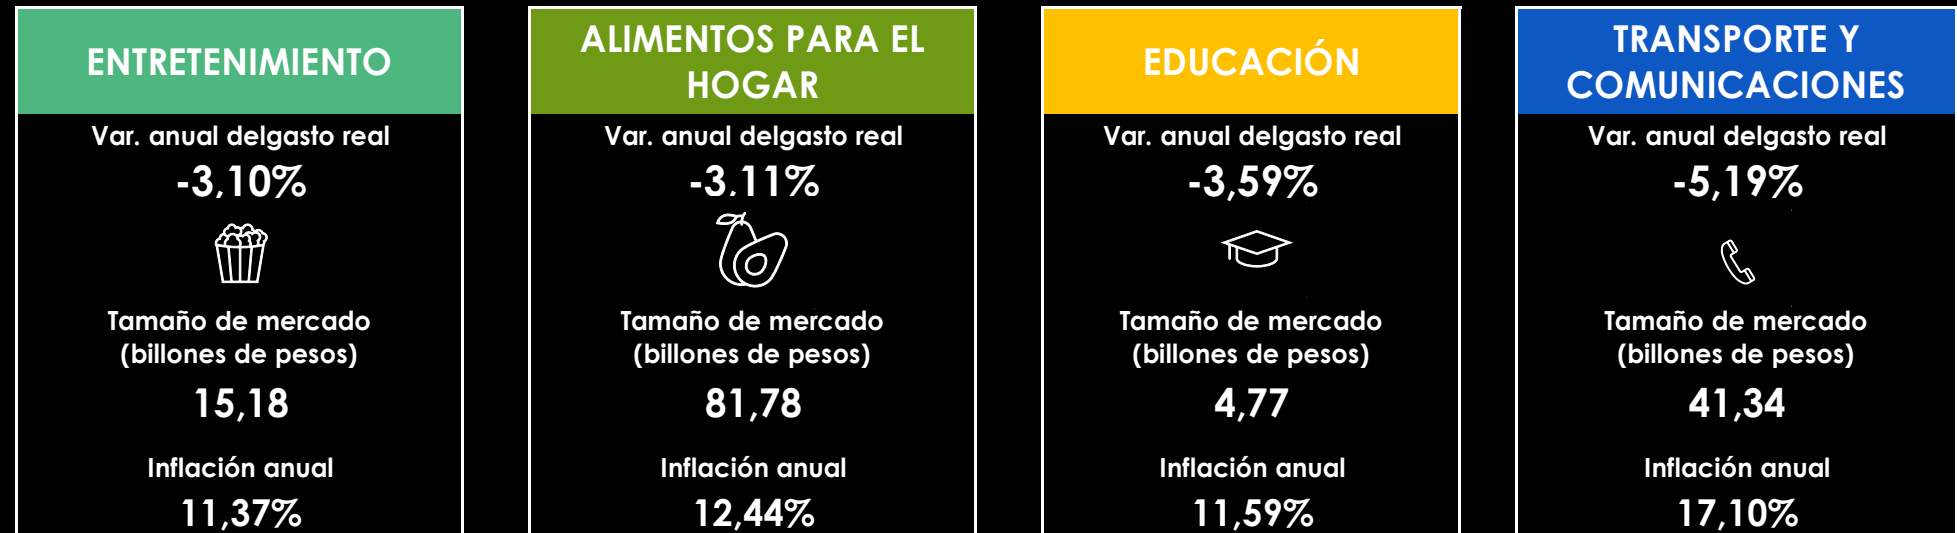 ENTRETENIMIENTO
Var. anual delgasto real
-3,10%
Tamaño de mercado
(billones de pesos)
15,18
Inflación anual
11,37%
ALIMENTOS PARA EL
HOGAR
Var. anual delgasto real
-3,11%
Tamaño de mercado
(billones de pesos)
81,78
Inflación anual
12,44%
EDUCACIÓN
Var. anual delgasto real
-3,59%
Tamaño de mercado
(billones de pesos)
4,77
Inflación anual
11,59%
TRANSPORTE Y
COMUNICACIONES
Var. anual delgasto real
-5,19%
Tamaño de mercado
(billones de pesos)
41,34
Inflación anual
17,10%